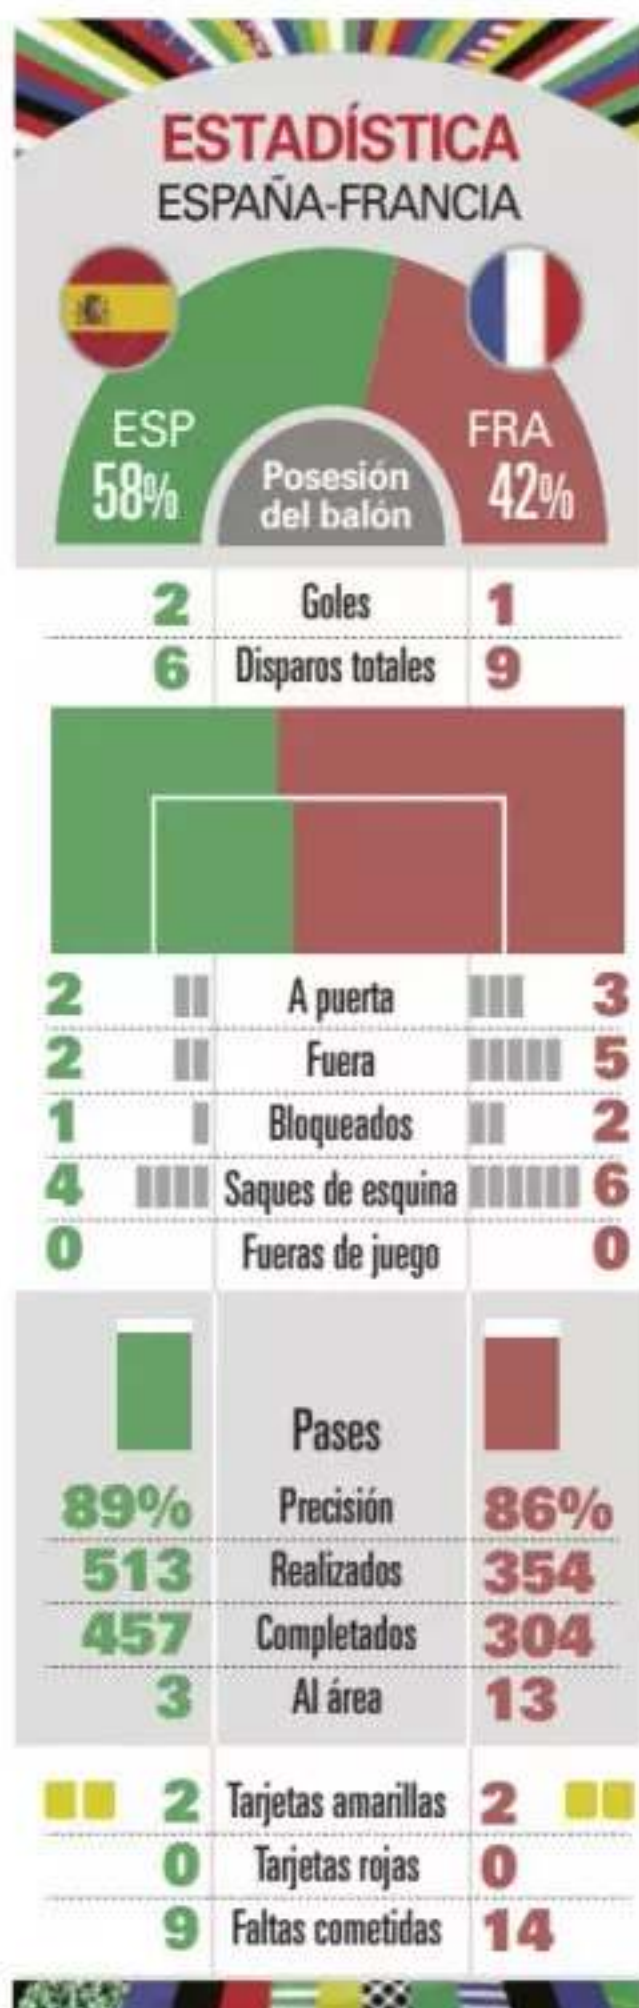 ESTADÍSTICA
ESPAÑA-FRANCIA
ESP FRA
58% Posesión del balón 42%
2 Goles 1
6 Disparos totales 9
2 A puerta 3
2 Fuera 5
1 Bloqueados 2
4 Saques de esquina 6
0 Fueras de juego 0
Pases
89% Precisión 86%
513 Realizados 354
457 Completados 304
3 Al área 13
2 Tarjetas amarillas 2
0 Tarjetas rojas 0
9 Faltas cometidas 14